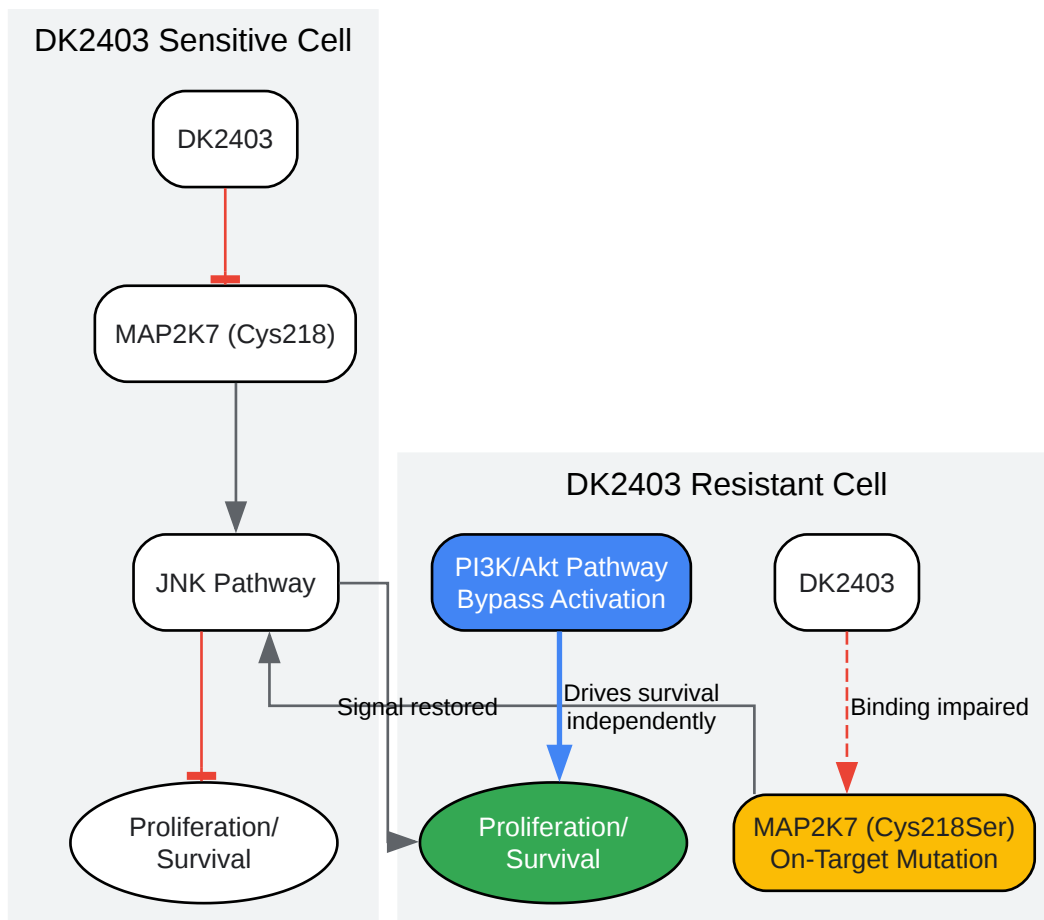 DK2403 Sensitive Cell
DK2403
MAP2K7 (Cys218)
JNK Pathway
Proliferation/
Survival
DK2403 Resistant Cell
PI3K/Akt Pathway
Bypass Activation
DK2403
Signal restored
Drives survival
independently
Binding impaired
Proliferation/
Survival
MAP2K7 (Cys218Ser)
On-Target Mutation